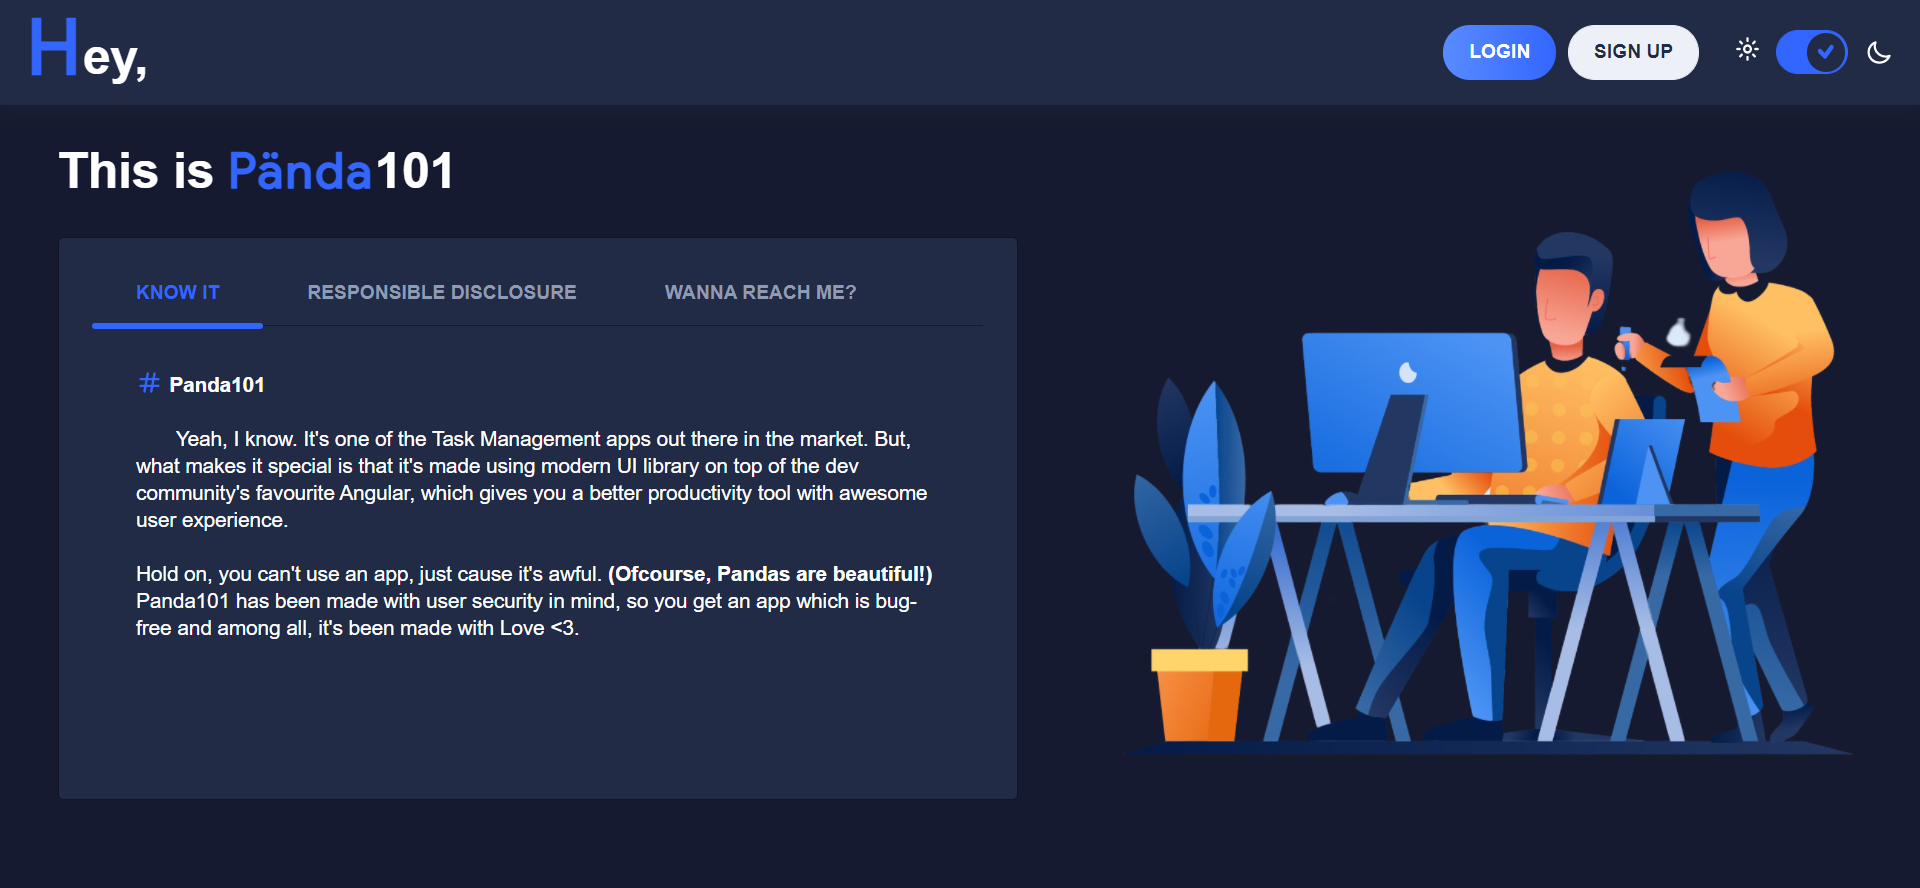 Hey,
LOGIN
SIGN UP
This is Pända101
KNOW IT
RESPONSIBLE DISCLOSURE
WANNA REACH ME?
# Panda101
Yeah, I know. It's one of the Task Management apps out there in the market. But,
what makes it special is that it's made using modern UI library on top of the dev
community's favourite Angular, which gives you a better productivity tool with awesome
user experience.
Hold on, you can't use an app, just cause it's awful. (Ofcourse, Pandas are beautiful!)
Panda101 has been made with user security in mind, so you get an app which is bug-
free and among all, it's been made with Love <3.